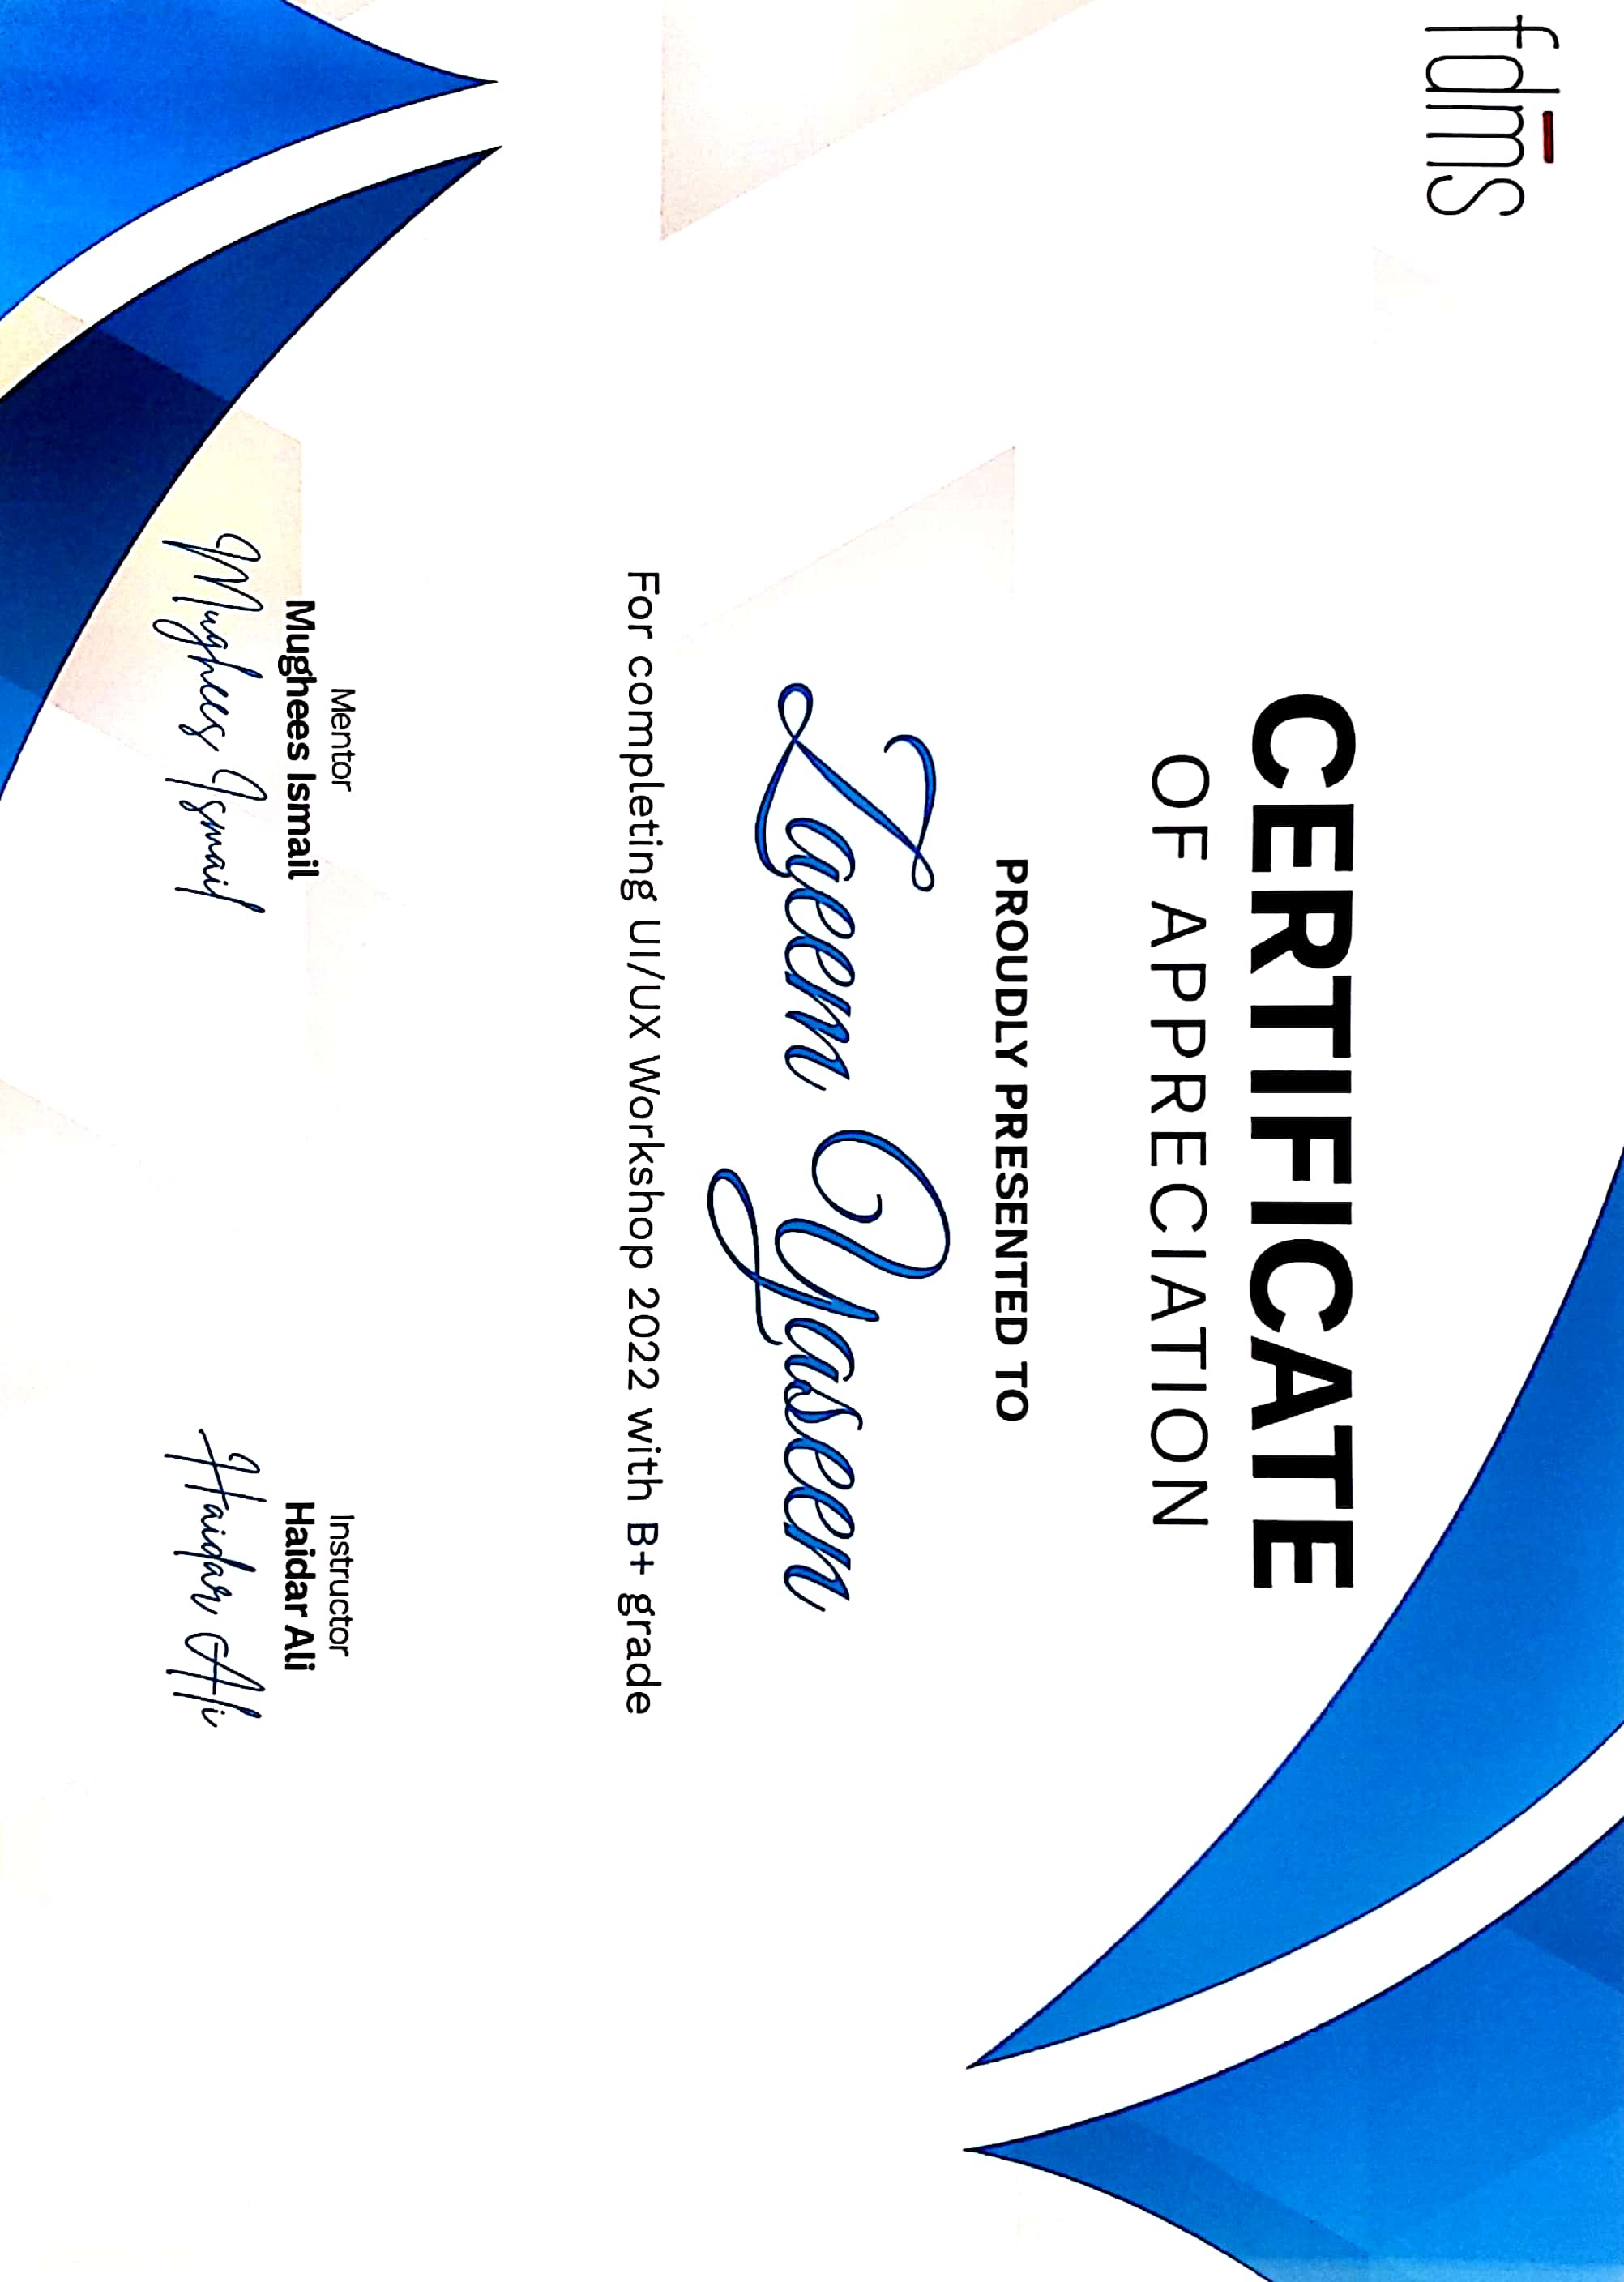 fdms
CERTIFICATE
OF APPRECIATION
PROUDLY PRESENTED TO
Zaeem Yaseen
For completing UI/UX Workshop 2022 with B+ grade
Mentor
Mughees Ismail
Mughees Ismail
Instructor
Haidar Ali
Haidar Ali